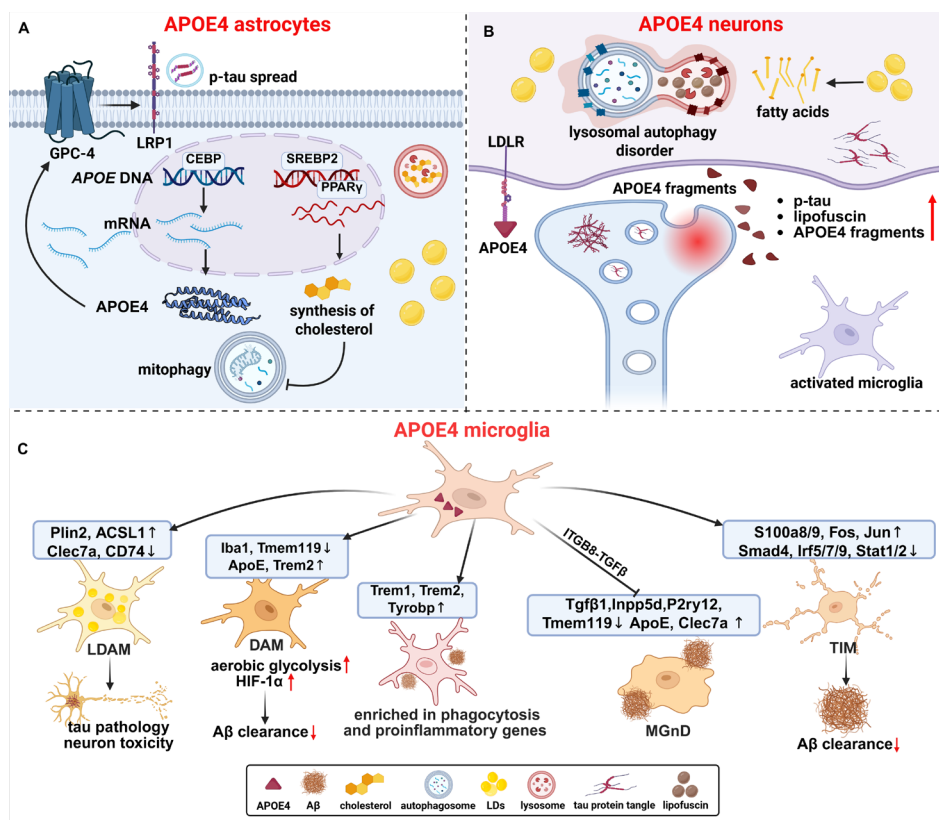 A
APOE4 astrocytes
p-tau spread
GPC-4
LRP1
APOE DNA
CEBP
SREBP2
PPARγ
mRNA
APOE4
synthesis of
cholesterol
mitophagy
B
APOE4 neurons
lysosomal autophagy
disorder
fatty acids
LDLR
APOE4
APOE4 fragments
• p-tau
• lipofuscin
• APOE4 fragments
activated microglia
C
APOE4 microglia
Plin2, ACSL1↑
Clec7a, CD74↓
LDAM
tau pathology
neuron toxicity
Iba1, Tmem119↓
ApoE, Trem2↑
DAM
aerobic glycolysis↑
HIF-1α↑
Aβ clearance↓
Trem1, Trem2,
Tyrobp↑
enriched in phagocytosis
and proinflammatory genes
ITGB8-TGFβ
Tgfβ1,Inpp5d,P2ry12,
Tmem119↓ ApoE, Clec7a ↑
MGnD
S100a8/9, Fos, Jun↑
Smad4, Irf5/7/9, Stat1/2↓
TIM
Aβ clearance↓
APOE4 Aβ cholesterol autophagosome LDs lysosome tau protein tangle lipofuscin